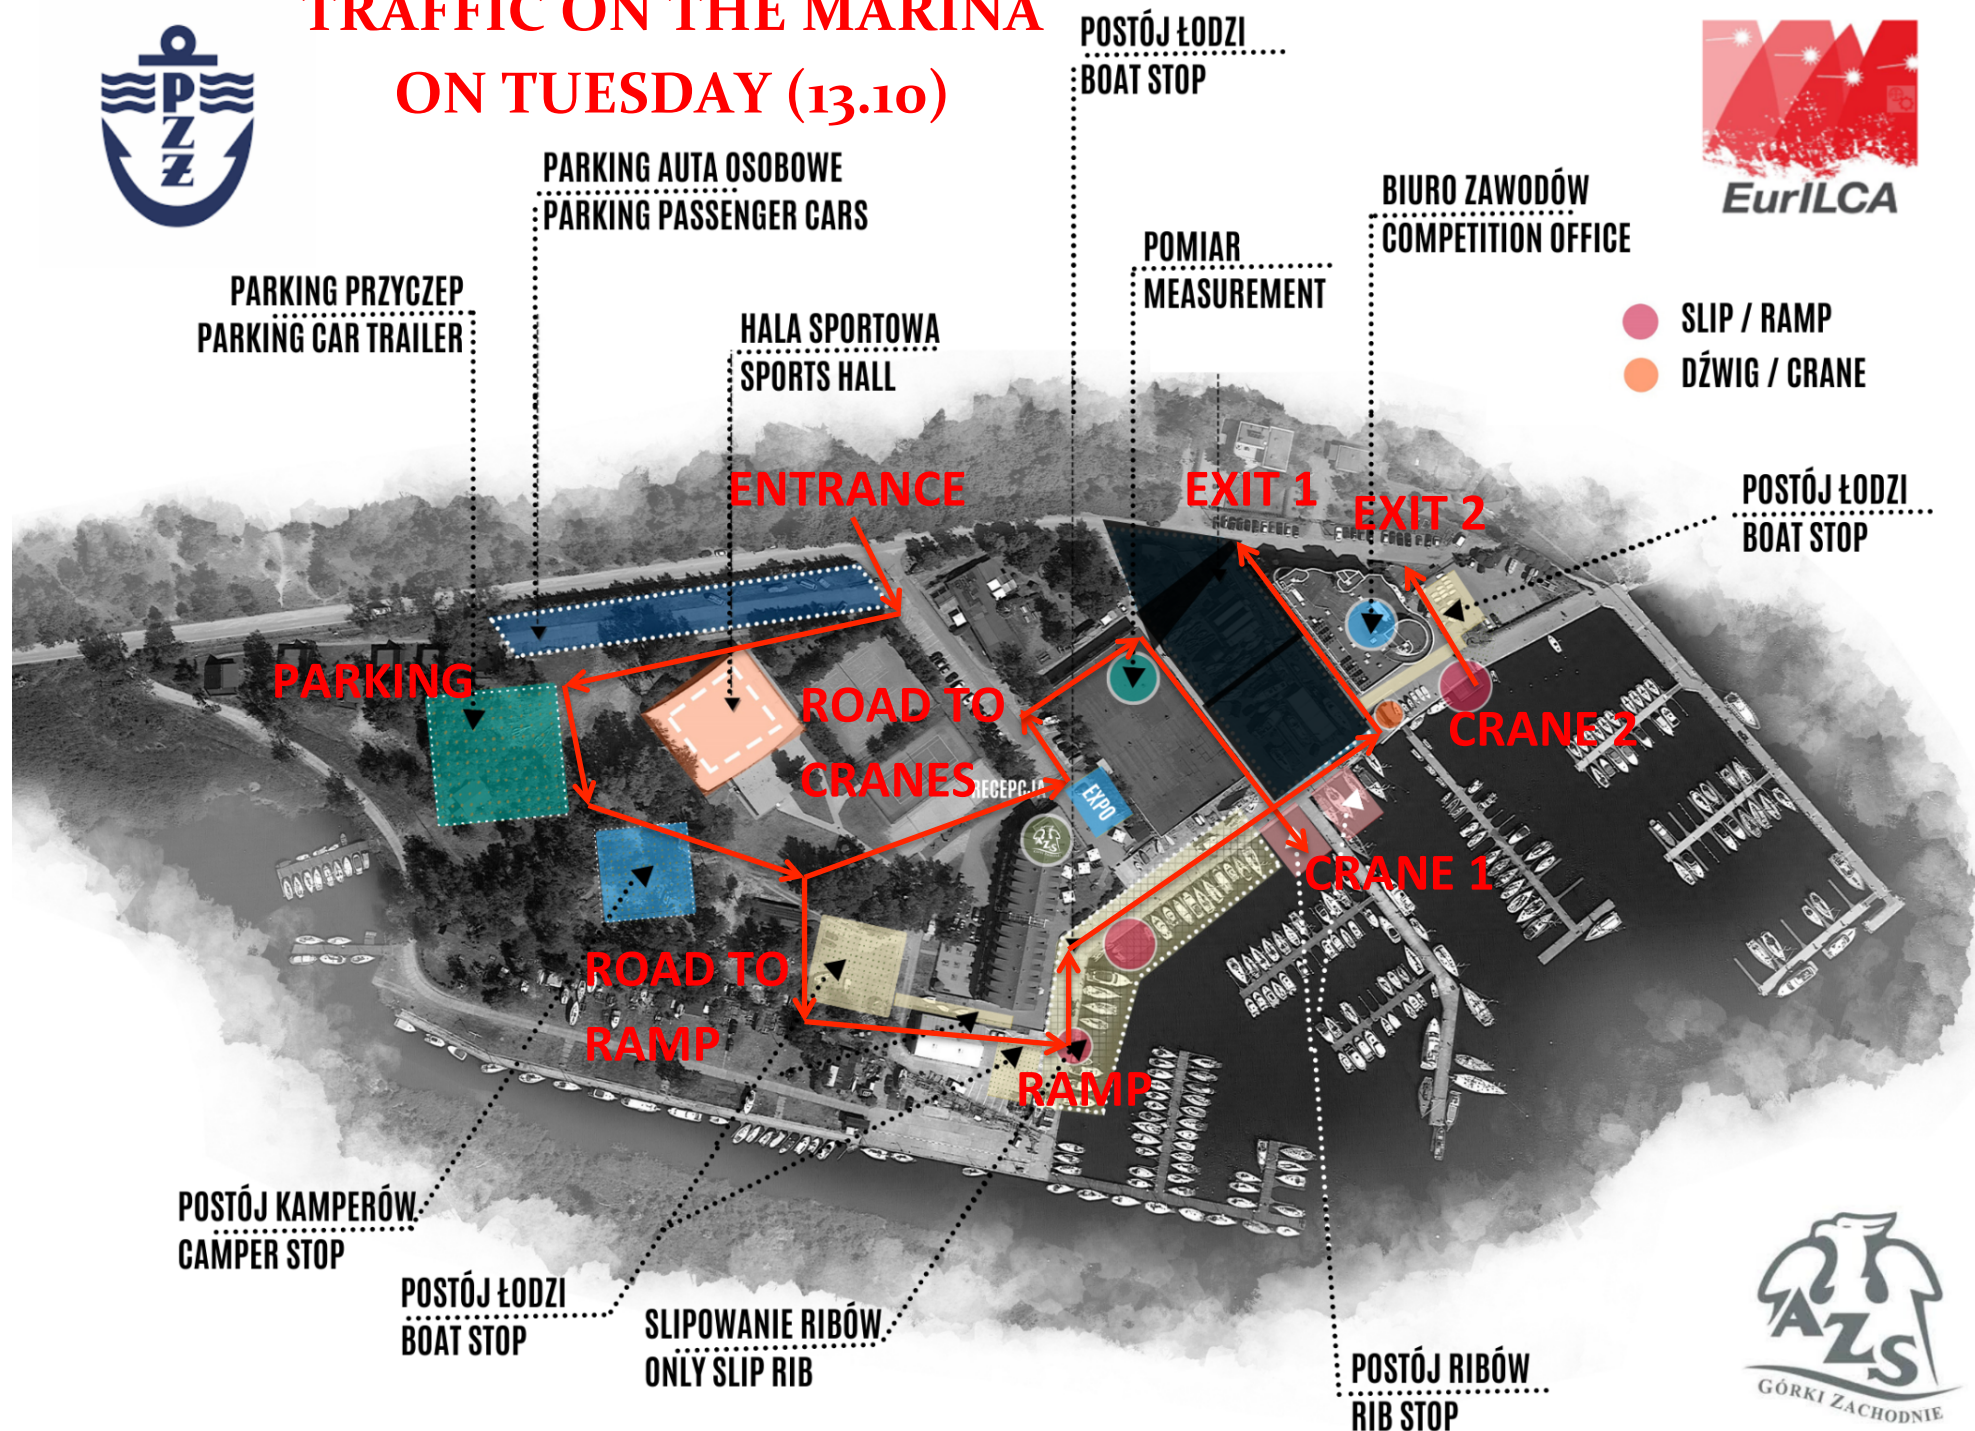 TRAFFIC ON THE MARINA
ON TUESDAY (13.10)
POSTÓJ ŁODZI
BOAT STOP
PZŻ
EurILCA
PARKING AUTA OSOBOWE
PARKING PASSENGER CARS
BIURO ZAWODÓW
COMPETITION OFFICE
POMIAR
MEASUREMENT
PARKING PRZYCZEP
PARKING CAR TRAILER
HALA SPORTOWA
SPORTS HALL
SLIP / RAMP
DŹWIG / CRANE
ENTRANCE
EXIT 1
EXIT 2
POSTÓJ ŁODZI
BOAT STOP
PARKING
ROAD TO
CRANES
CRANE 2
RECEPCJA
EXPO
AZS
CRANE 1
ROAD TO
RAMP
RAMP
POSTÓJ KAMPERÓW
CAMPER STOP
POSTÓJ ŁODZI
BOAT STOP
SLIPOWANIE RIBÓW
ONLY SLIP RIB
POSTÓJ RIBÓW
RIB STOP
AZS
GÓRKI ZACHODNIE